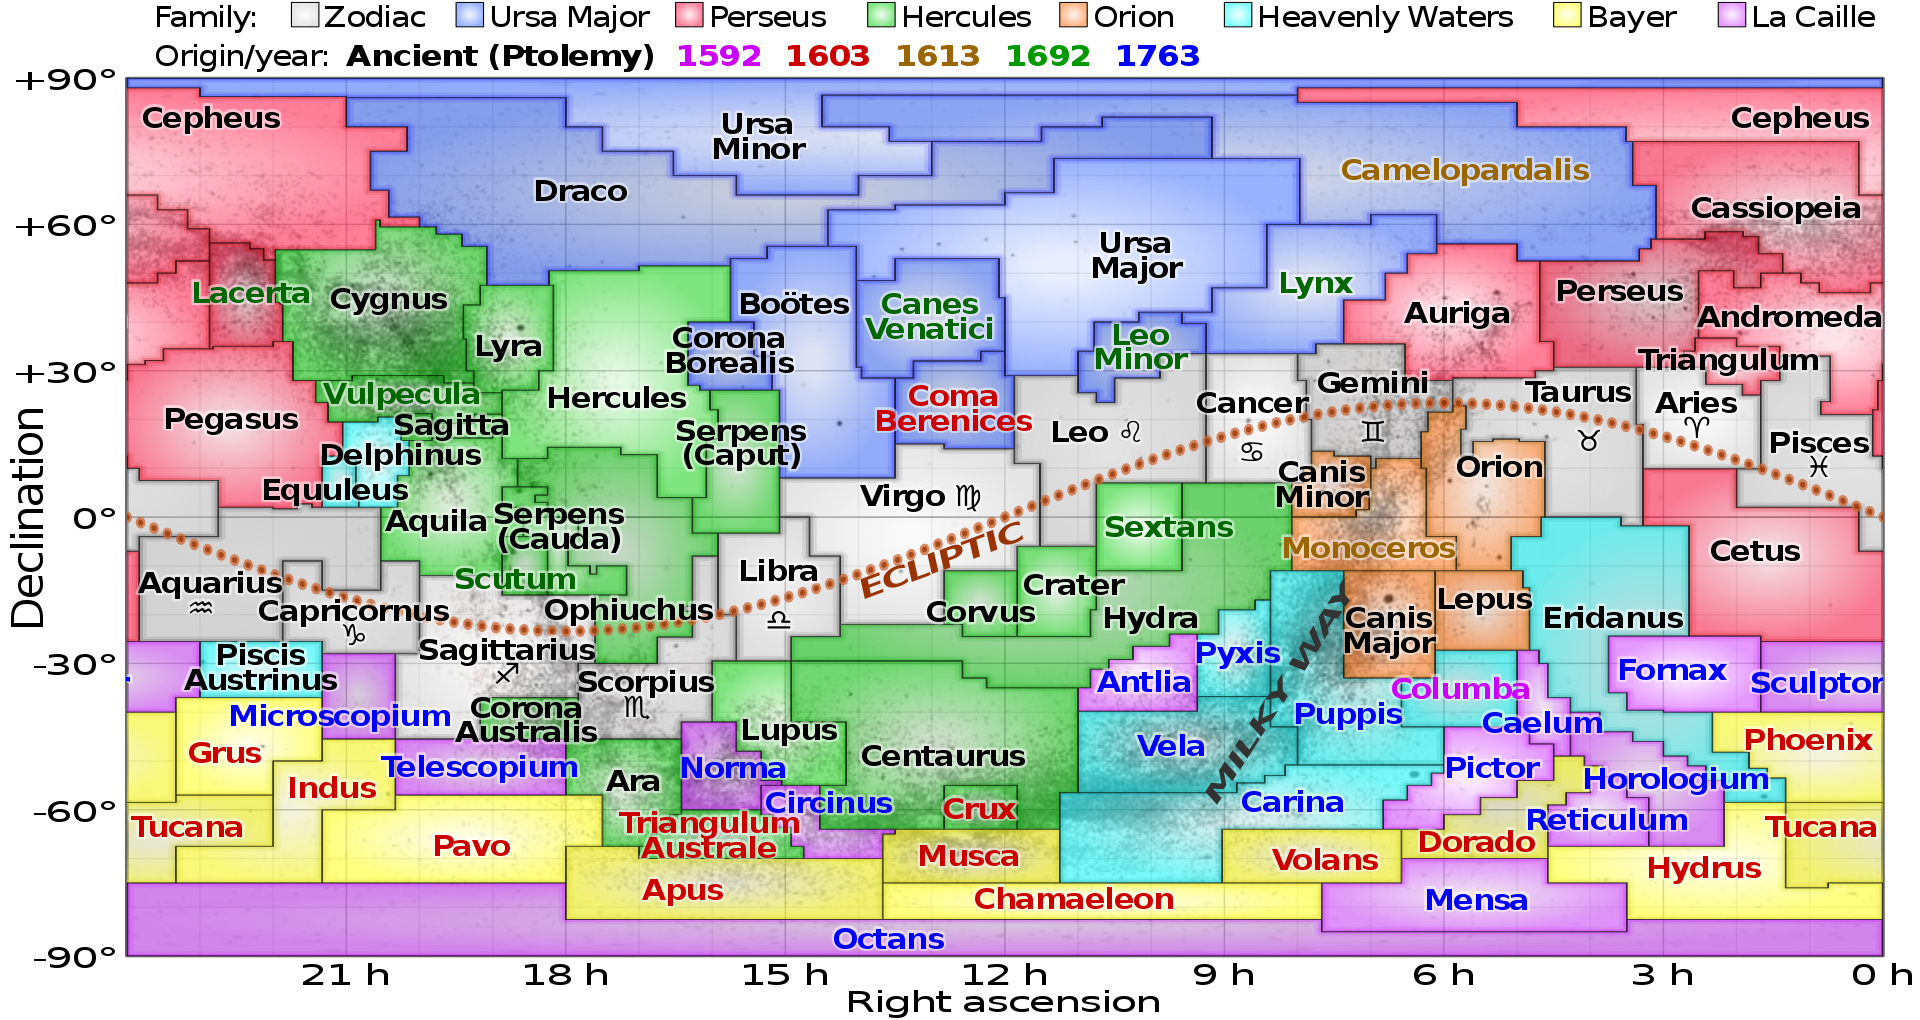 Family: Zodiac Ursa Major Perseus Hercules Orion Heavenly Waters Bayer La Caille
Origin/year: Ancient (Ptolemy) 1592 1603 1613 1692 1763
+90°
+60°
+30°
0°
-30°
-60°
-90°
Declination
Cepheus
Ursa
Minor
Cepheus
Draco
Camelopardalis
Cassiopeia
Ursa
Major
Lacerta
Cygnus
Boötes
Canes
Venatici
Lynx
Auriga
Perseus
Andromeda
Lyra
Corona
Borealis
Leo
Minor
Triangulum
Vulpecula
Hercules
Coma
Berenices
Gemini
♊
Taurus
♉
Aries
♈
Pegasus
Sagitta
Serpens
(Caput)
Leo ♌
Cancer
♋
Pisces
♓
Delphinus
Canis
Minor
Orion
Equuleus
Aquila
Serpens
(Cauda)
Virgo ♍
Sextans
Monoceros
Cetus
ECLIPTIC
Aquarius
♒
Scutum
Libra
♎
Crater
Capricornus
♑
Ophiuchus
Corvus
Hydra
Canis
Major
Lepus
Eridanus
Piscis
Austrinus
Sagittarius
♐
Scorpius
♏
Antlia
Pyxis
MILKY WAY
Columba
Fornax
Sculptor
Microscopium
Corona
Australis
Lupus
Centaurus
Vela
Puppis
Caelum
Phoenix
Grus
Indus
Telescopium
Ara
Norma
Circinus
Crux
Carina
Pictor
Horologium
Reticulum
Tucana
Pavo
Triangulum
Australe
Musca
Volans
Dorado
Hydrus
Tucana
Apus
Chamaeleon
Mensa
Octans
21 h 18 h 15 h 12 h 9 h 6 h 3 h 0 h
Right ascension